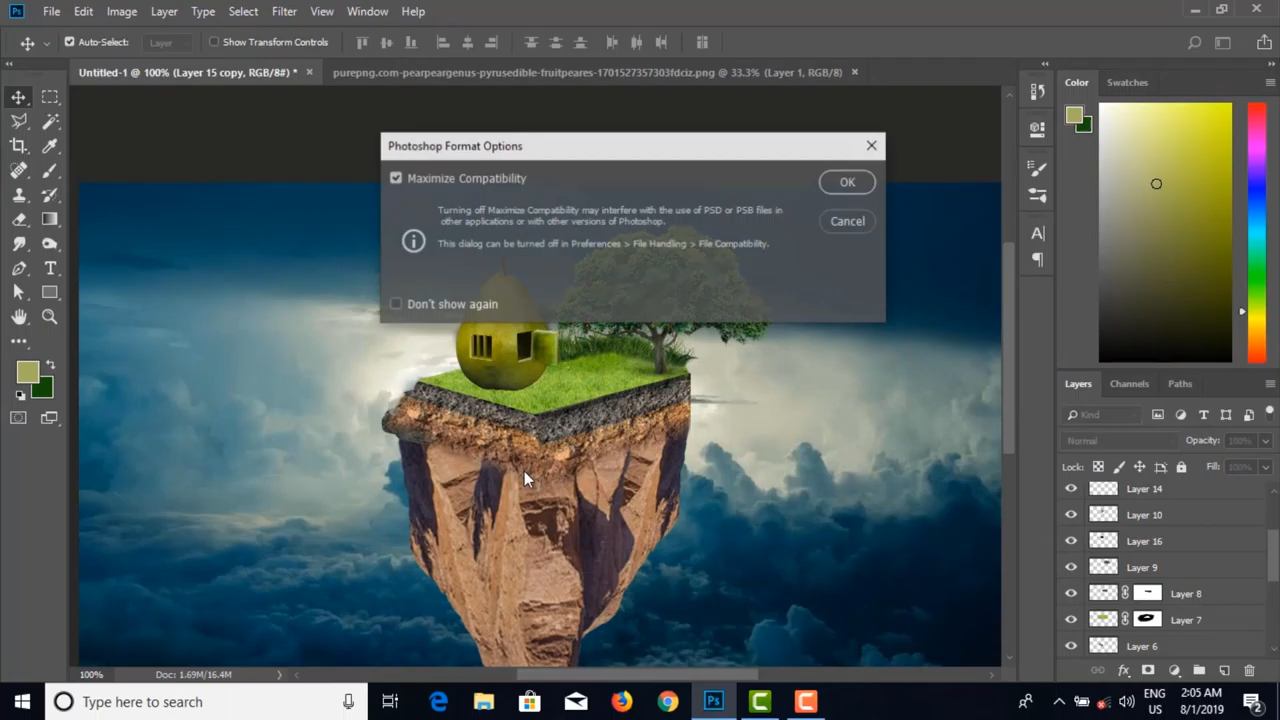 Ps File Edit Image Layer Type Select Filter View Window Help
Auto-Select: Layer Show Transform Controls
Untitled-1 @ 100% (Layer 15 copy, RGB/8#) * × purepng.com-pearpeargenus-pyrusedible-fruitpeares-1701527357303fdciz.png @ 33.3% (Layer 1, RGB/8) ×
Color Swatches
Photoshop Format Options
Maximize Compatibility
OK
Turning off Maximize Compatibility may interfere with the use of PSD or PSB files in
other applications or with other versions of Photoshop.
Cancel
This dialog can be turned off in Preferences > File Handling > File Compatibility.
Don't show again
Layers Channels Paths
Kind
Normal Opacity: 100%
Lock: Fill: 100%
Layer 14
Layer 10
Layer 16
Layer 9
Layer 8
Layer 7
Layer 6
100% Doc: 1.69M/16.4M
Type here to search
ENG 2:05 AM
US 8/1/2019
2